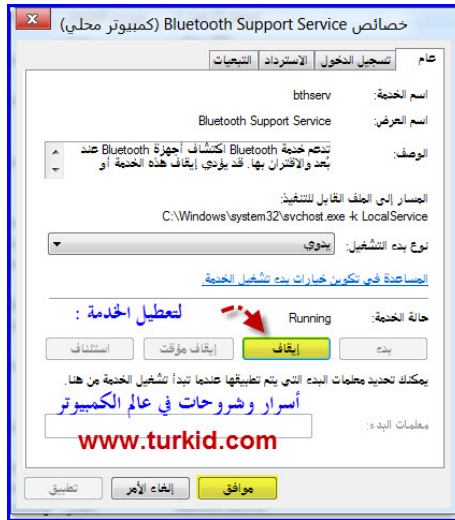 خصائص Bluetooth Support Service (كمبيوتر محلي)
عام تسجيل الدخول الاسترداد التبعيات
اسم الخدمة: bthserv
اسم العرض: Bluetooth Support Service
الوصف: تدعم خدمة Bluetooth اكتشاف أجهزة Bluetooth عند
بُعد والاقتران بها. قد يؤدي إيقاف هذه الخدمة أو
المسار إلى الملف القابل للتنفيذ:
C:\Windows\system32\svchost.exe -k LocalService
نوع بدء التشغيل: يدوي
المساعدة في تكوين خيارات بدء تشغيل الخدمة.
لتعطيل الخدمة :
حالة الخدمة: Running
بدء إيقاف إيقاف مؤقت استئناف
يمكنك تحديد معلمات البدء التي يتم تطبيقها عندما تبدأ تشغيل الخدمة من هنا.
أسرار وشروحات في عالم الكمبيوتر
معلمات البدء:
www.turkid.com
موافق إلغاء الأمر تطبيق